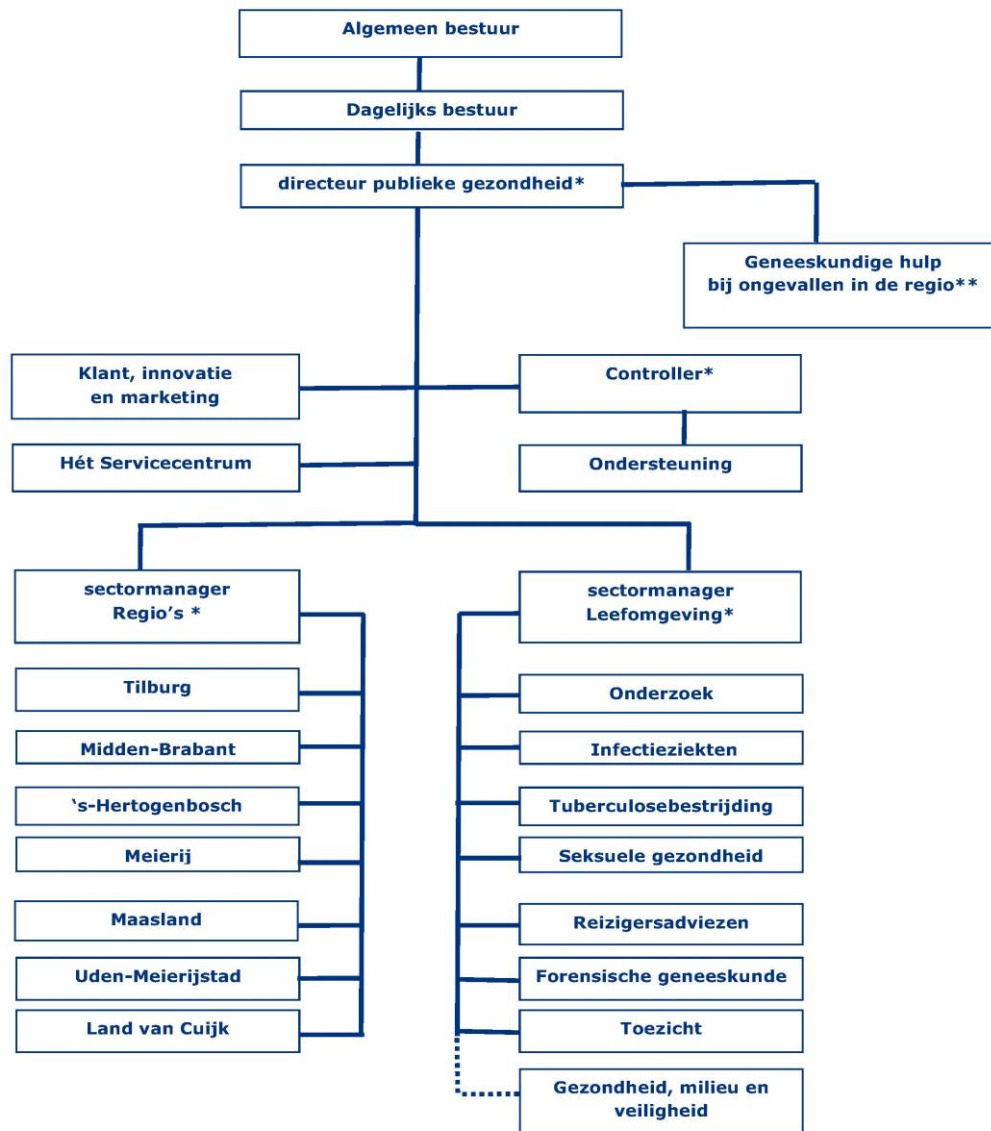 Algemeen bestuur
Dagelijks bestuur
directeur publieke gezondheid*
Geneeskundige hulp
bij ongevallen in de regio**
Klant, innovatie
en marketing
Controller*
Hét Servicecentrum
Ondersteuning
sectormanager
Regio's *
Tilburg
Midden-Brabant
‘s-Hertogenbosch
Meierij
Maasland
Uden-Meierijstad
Land van Cuijk
sectormanager
Leefomgeving*
Onderzoek
Infectieziekten
Tuberculosebestrijding
Seksuele gezondheid
Reizigersadviezen
Forensische geneeskunde
Toezicht
Gezondheid, milieu en
veiligheid